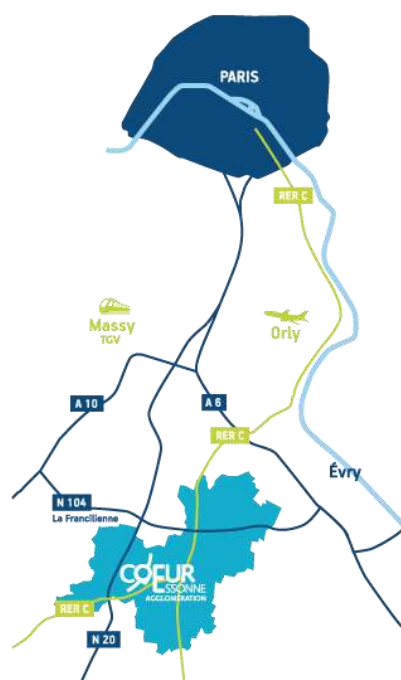 PARIS
RER C
Massy
TGV
Orly
A 10
A 6
RER C
Évry
N 104
La Francilienne
CŒUR
ESSONNE
AGGLOMÉRATION
RER C
N 20